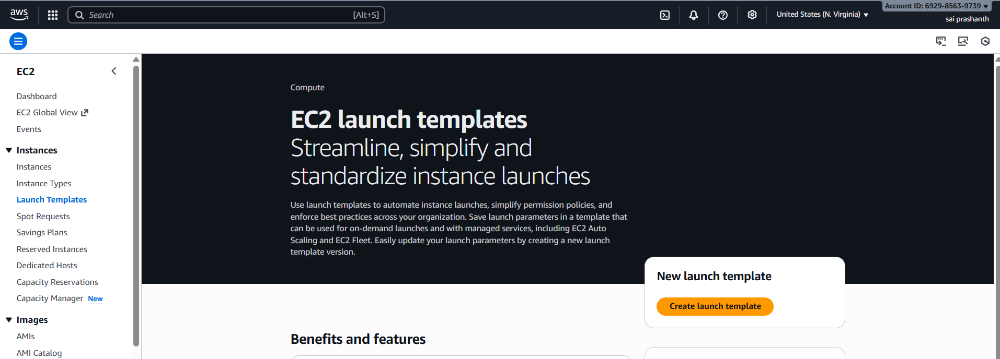 aws
Search
[Alt+S]
United States (N. Virginia)
Account ID: 6929-8563-9739
sai prashanth
EC2
Dashboard
EC2 Global View
Events
Instances
Instances
Instance Types
Launch Templates
Spot Requests
Savings Plans
Reserved Instances
Dedicated Hosts
Capacity Reservations
Capacity Manager New
Images
AMIs
AMI Catalog
Compute
EC2 launch templates
Streamline, simplify and
standardize instance launches
Use launch templates to automate instance launches, simplify permission policies, and
enforce best practices across your organization. Save launch parameters in a template that
can be used for on-demand launches and with managed services, including EC2 Auto
Scaling and EC2 Fleet. Easily update your launch parameters by creating a new launch
template version.
New launch template
Create launch template
Benefits and features